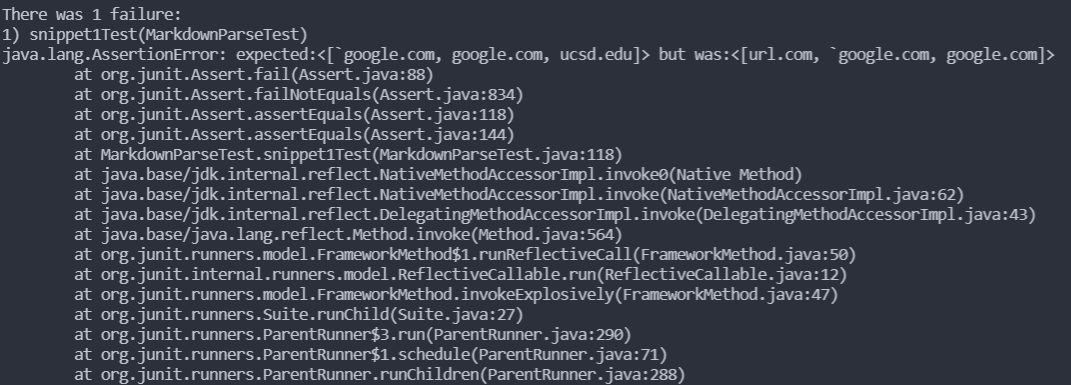 There was 1 failure:
1) snippet1Test(MarkdownParseTest)
java.lang.AssertionError: expected:<[`google.com, google.com, ucsd.edu]> but was:<[url.com, `google.com, google.com]>
at org.junit.Assert.fail(Assert.java:88)
at org.junit.Assert.failNotEquals(Assert.java:834)
at org.junit.Assert.assertEquals(Assert.java:118)
at org.junit.Assert.assertEquals(Assert.java:144)
at MarkdownParseTest.snippet1Test(MarkdownParseTest.java:118)
at java.base/jdk.internal.reflect.NativeMethodAccessorImpl.invoke0(Native Method)
at java.base/jdk.internal.reflect.NativeMethodAccessorImpl.invoke(NativeMethodAccessorImpl.java:62)
at java.base/jdk.internal.reflect.DelegatingMethodAccessorImpl.invoke(DelegatingMethodAccessorImpl.java:43)
at java.base/java.lang.reflect.Method.invoke(Method.java:564)
at org.junit.runners.model.FrameworkMethod$1.runReflectiveCall(FrameworkMethod.java:50)
at org.junit.internal.runners.model.ReflectiveCallable.run(ReflectiveCallable.java:12)
at org.junit.runners.model.FrameworkMethod.invokeExplosively(FrameworkMethod.java:47)
at org.junit.runners.Suite.runChild(Suite.java:27)
at org.junit.runners.ParentRunner$3.run(ParentRunner.java:290)
at org.junit.runners.ParentRunner$1.schedule(ParentRunner.java:71)
at org.junit.runners.ParentRunner.runChildren(ParentRunner.java:288)